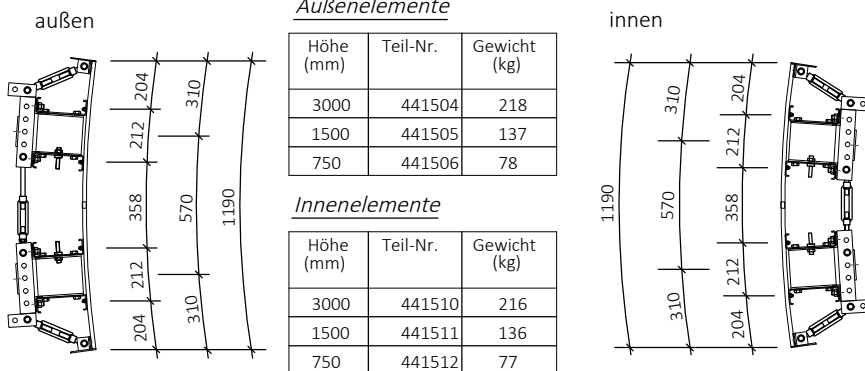 außen
204
212
358
212
204
310
570
310
1190
Außenelemente
Höhe (mm) Teil-Nr. Gewicht (kg)
3000 441504 218
1500 441505 137
750 441506 78
Innenelemente
Höhe (mm) Teil-Nr. Gewicht (kg)
3000 441510 216
1500 441511 136
750 441512 77
innen
1190
310
570
310
204
212
358
212
204